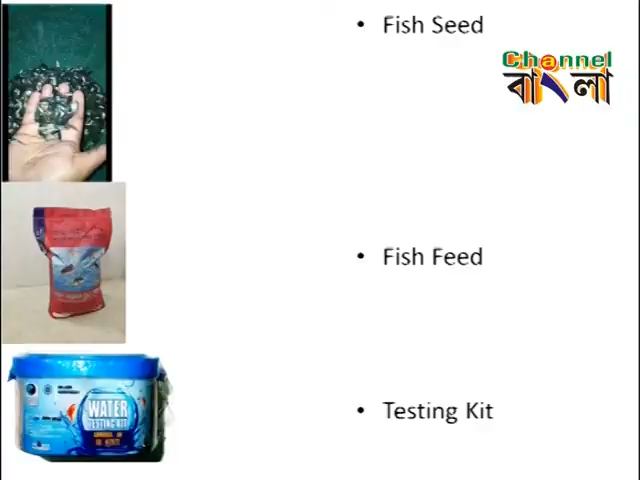 Fish Seed
Channel
বাংলা
Fish Feed
WATER
TESTING KIT
Testing Kit